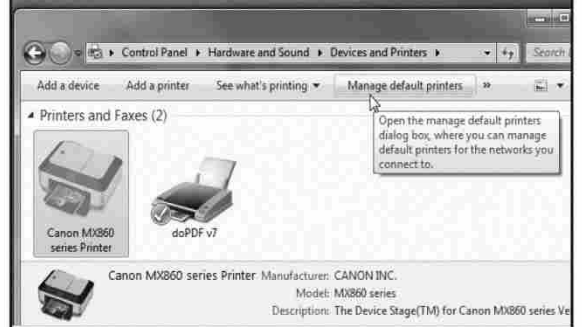 Control Panel ▸ Hardware and Sound ▸ Devices and Printers ▸ Search
Add a device Add a printer See what's printing ▾ Manage default printers »
Printers and Faxes (2)
Open the manage default printers
dialog box, where you can manage
default printers for the networks you
connect to.
Canon MX860
series Printer
doPDF v7
Canon MX860 series Printer Manufacturer: CANON INC.
Model: MX860 series
Description: The Device Stage(TM) for Canon MX860 series Ve